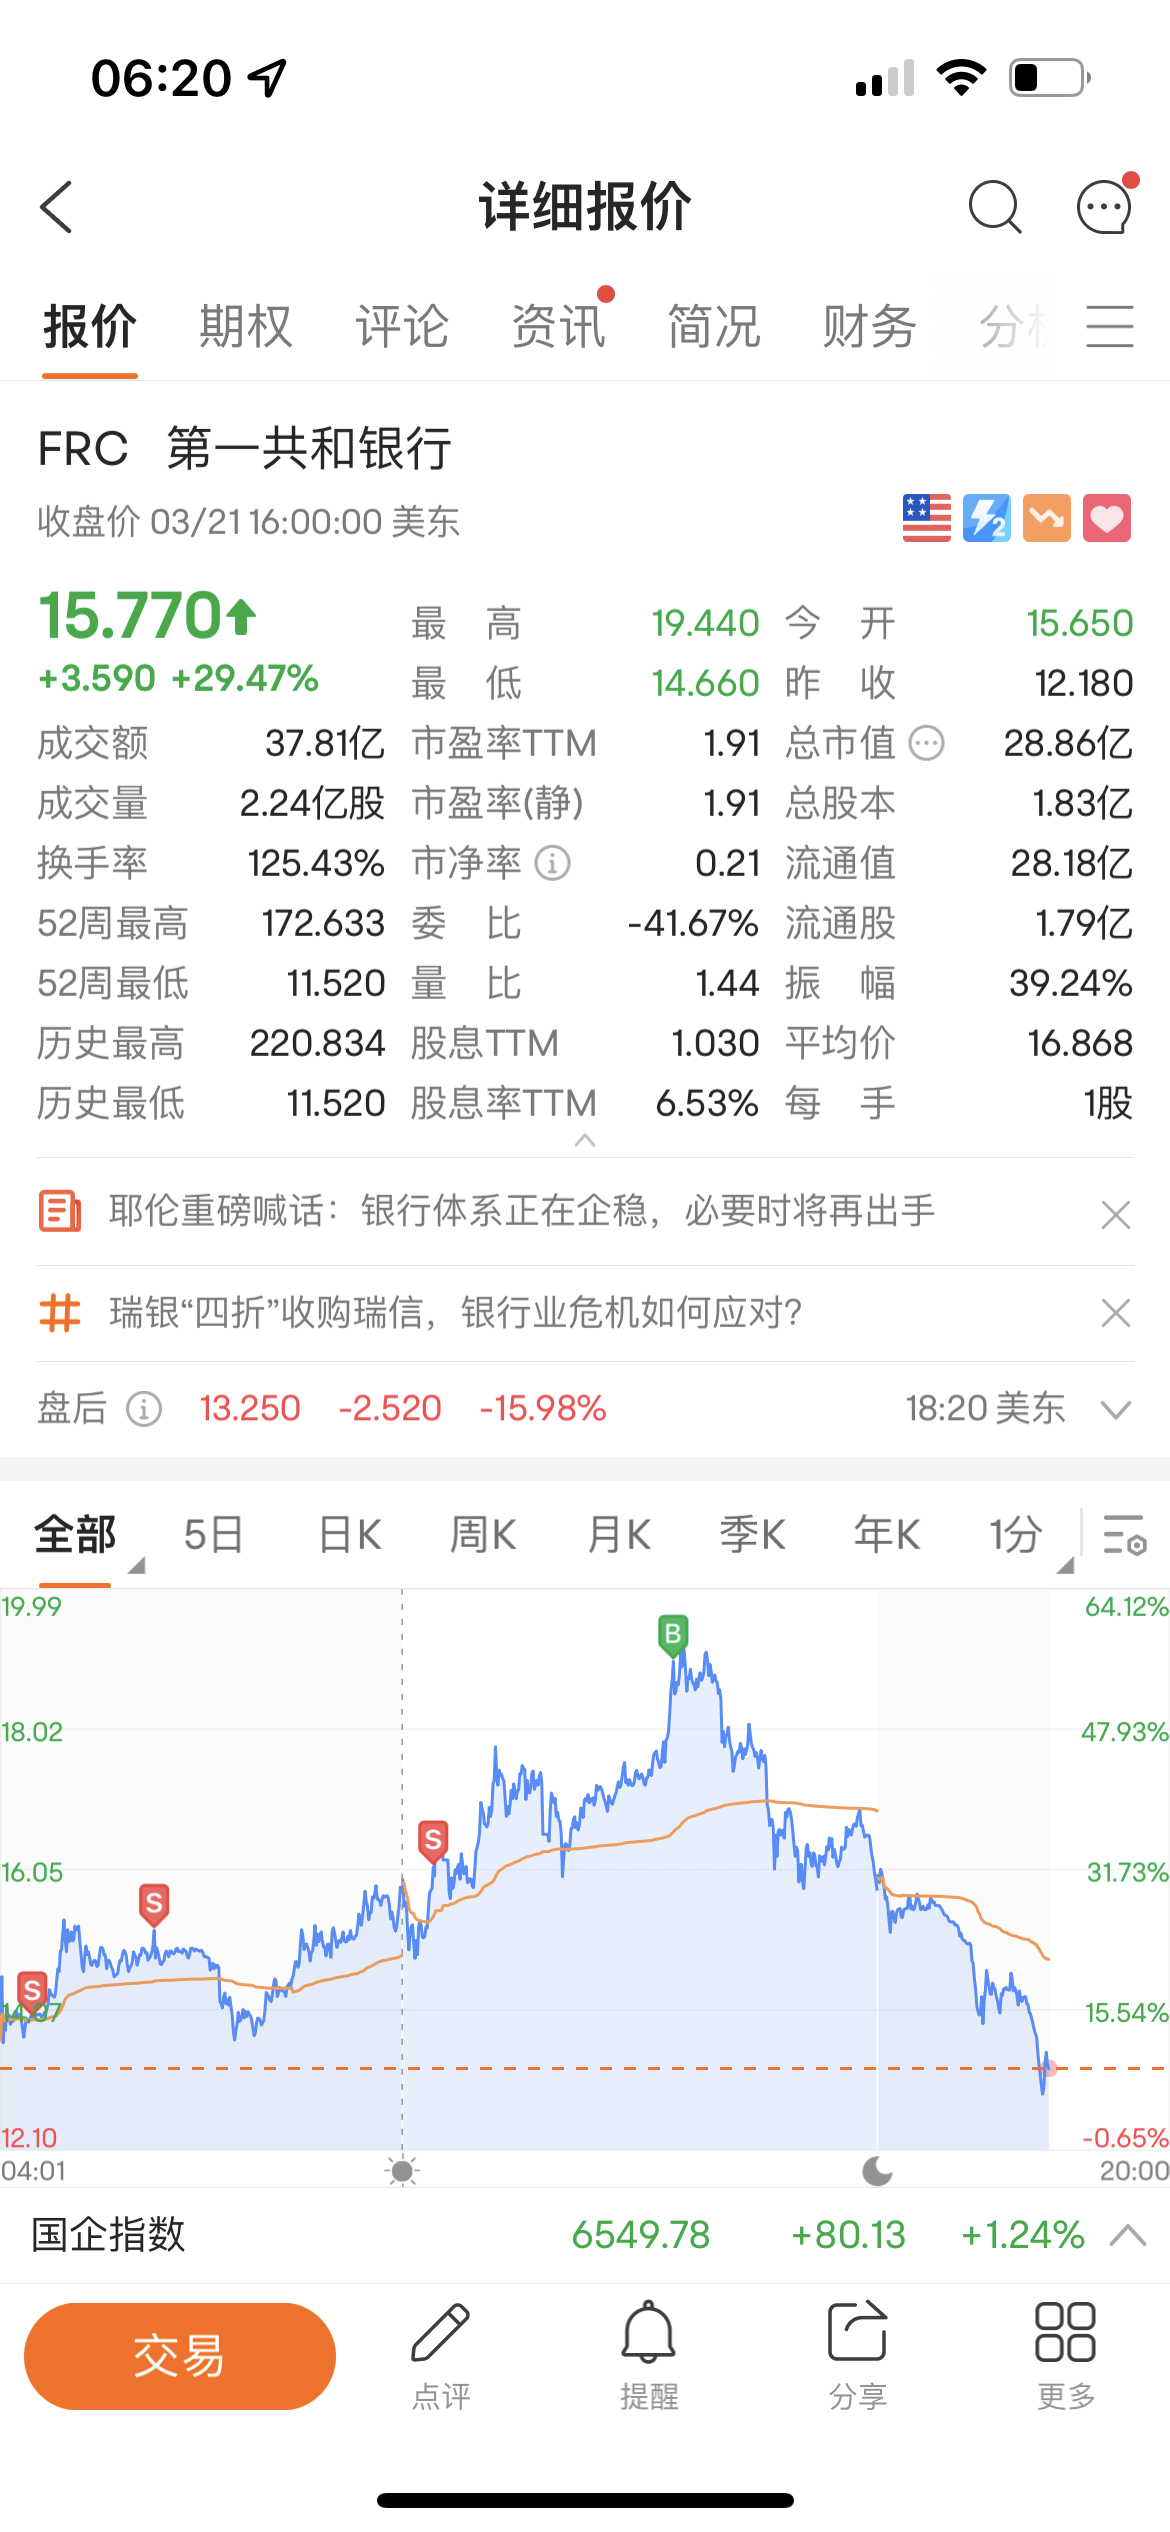 06:20
详细报价
报价 期权 评论 资讯 简况 财务 分
FRC 第一共和银行
收盘价 03/21 16:00:00 美东
2
15.770
+3.590 +29.47%
最高 19.440 今开 15.650
最低 14.660 昨收 12.180
成交额 37.81亿 市盈率TTM 1.91 总市值 28.86亿
成交量 2.24亿股 市盈率(静) 1.91 总股本 1.83亿
换手率 125.43% 市净率 0.21 流通值 28.18亿
52周最高 172.633 委比 -41.67% 流通股 1.79亿
52周最低 11.520 量比 1.44 振幅 39.24%
历史最高 220.834 股息TTM 1.030 平均价 16.868
历史最低 11.520 股息率TTM 6.53% 每手 1股
耶伦重磅喊话：银行体系正在企稳，必要时将再出手
瑞银“四折”收购瑞信，银行业危机如何应对？
盘后 13.250 -2.520 -15.98% 18:20 美东
全部 5日 日K 周K 月K 季K 年K 1分
19.99 64.12%
B
18.02 47.93%
S
16.05 31.73%
S
S
14.07 15.54%
12.10 -0.65%
04:01 20:00
国企指数 6549.78 +80.13 +1.24%
交易 点评 提醒 分享 更多